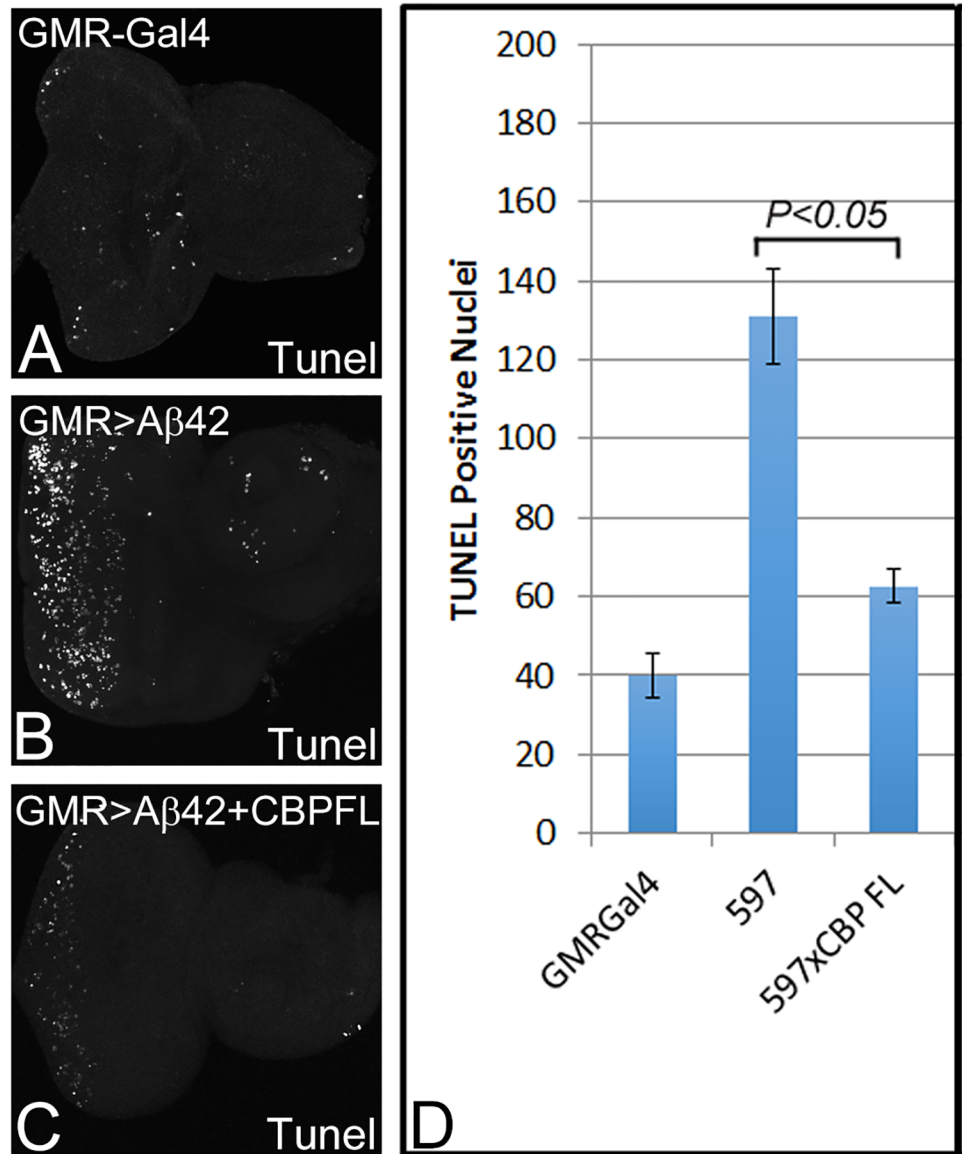 GMR-Gal4
A
Tunel
GMR>Aβ42
B
Tunel
GMR>Aβ42+CBPFL
C
Tunel
200
180
160
140
120
100
80
60
40
20
0
TUNEL Positive Nuclei
P<0.05
GMRGal4
597
597xCBP FL
D